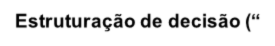 Estruturação de decisão (“